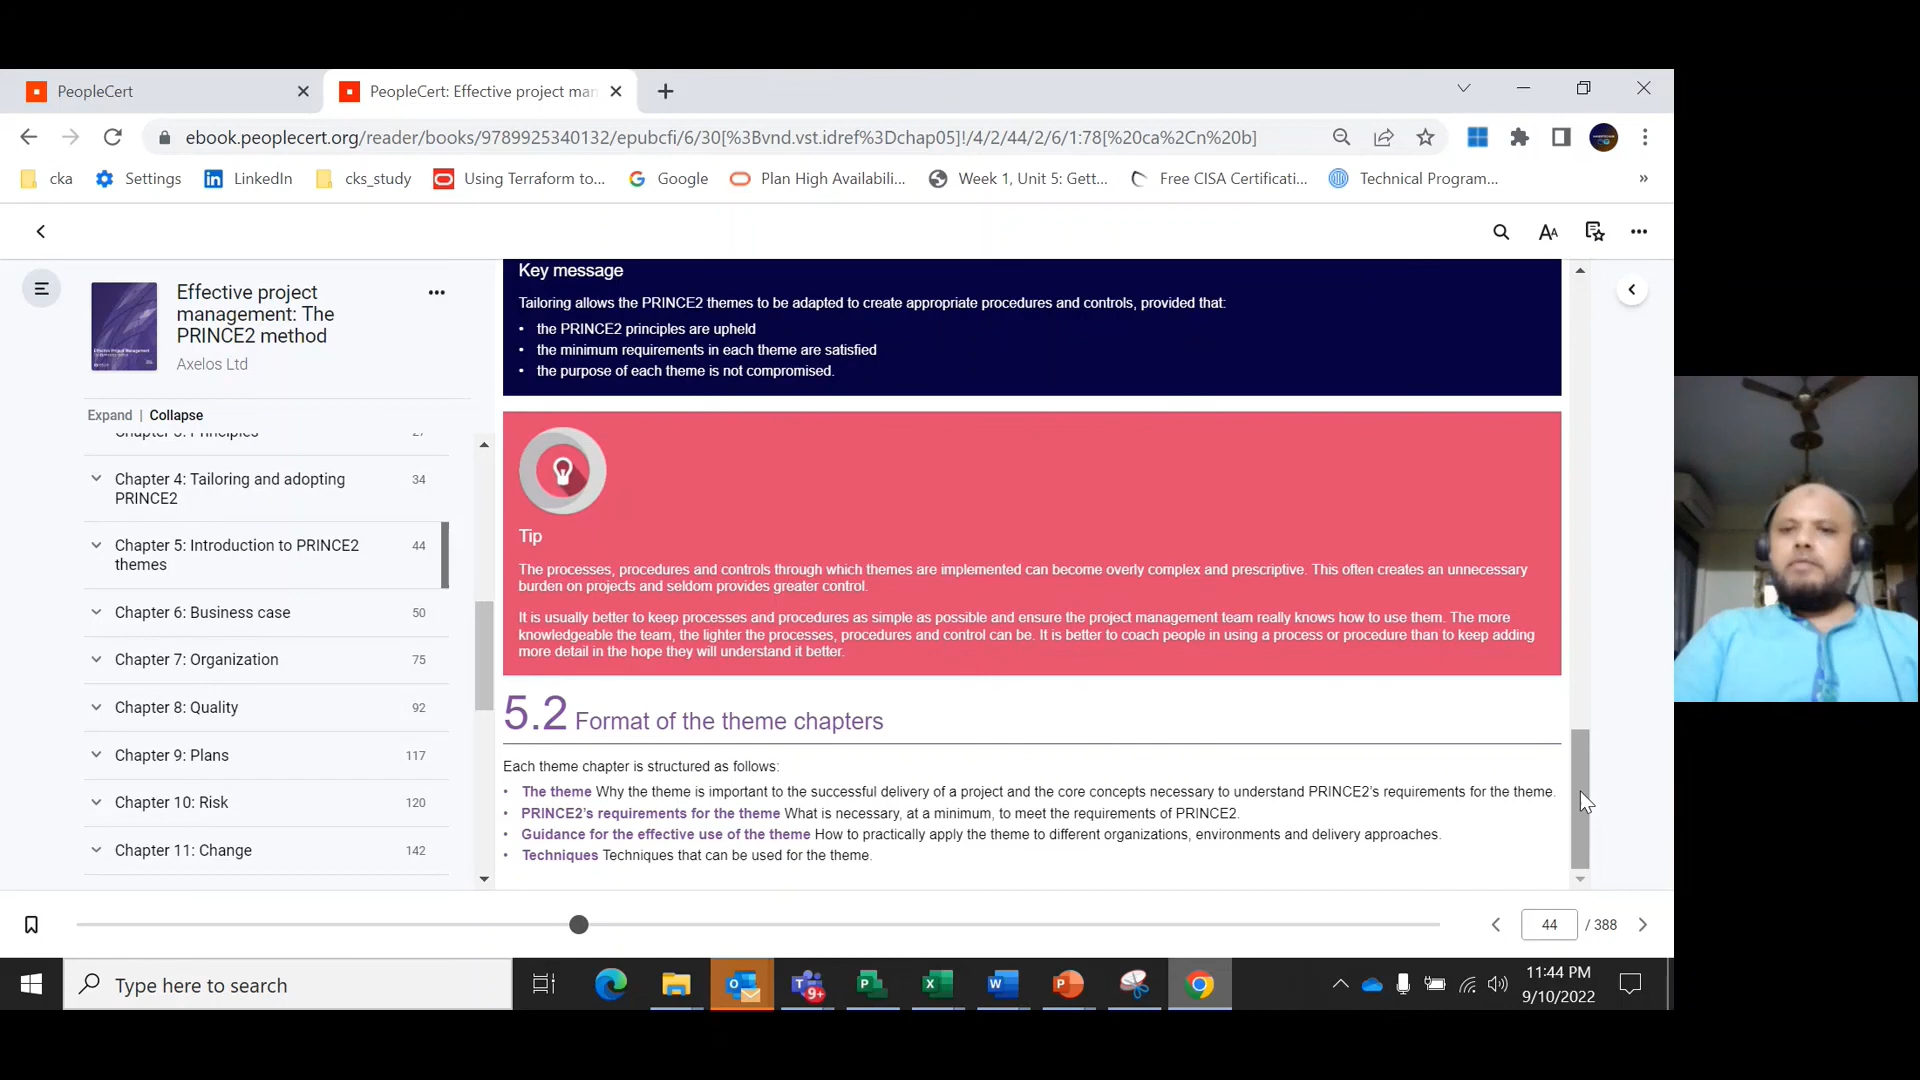 PeopleCert
PeopleCert: Effective project man
ebook.peoplecert.org/reader/books/9789925340132/epubcfi/6/30[%3Bvnd.vst.idref%3Dchap05]!/4/2/44/2/6/1:78[%20ca%2Cn%20b]
cka
Settings
LinkedIn
cks_study
Using Terraform to...
Google
Plan High Availabili...
Week 1, Unit 5: Gett...
Free CISA Certificati...
Technical Program...
»
AA
Effective project
management: The
PRINCE2 method
Axelos Ltd
Expand | Collapse
Chapter 3: Principles 27
Chapter 4: Tailoring and adopting 34
PRINCE2
Chapter 5: Introduction to PRINCE2 44
themes
Chapter 6: Business case 50
Chapter 7: Organization 75
Chapter 8: Quality 92
Chapter 9: Plans 117
Chapter 10: Risk 120
Chapter 11: Change 142
Key message
Tailoring allows the PRINCE2 themes to be adapted to create appropriate procedures and controls, provided that:
• the PRINCE2 principles are upheld
• the minimum requirements in each theme are satisfied
• the purpose of each theme is not compromised.
Tip
The processes, procedures and controls through which themes are implemented can become overly complex and prescriptive. This often creates an unnecessary
burden on projects and seldom provides greater control.
It is usually better to keep processes and procedures as simple as possible and ensure the project management team really knows how to use them. The more
knowledgeable the team, the lighter the processes, procedures and control can be. It is better to coach people in using a process or procedure than to keep adding
more detail in the hope they will understand it better.
5.2 Format of the theme chapters
Each theme chapter is structured as follows:
• The theme Why the theme is important to the successful delivery of a project and the core concepts necessary to understand PRINCE2's requirements for the theme.
• PRINCE2's requirements for the theme What is necessary, at a minimum, to meet the requirements of PRINCE2.
• Guidance for the effective use of the theme How to practically apply the theme to different organizations, environments and delivery approaches.
• Techniques Techniques that can be used for the theme.
44 / 388
Type here to search
9+
11:44 PM
9/10/2022